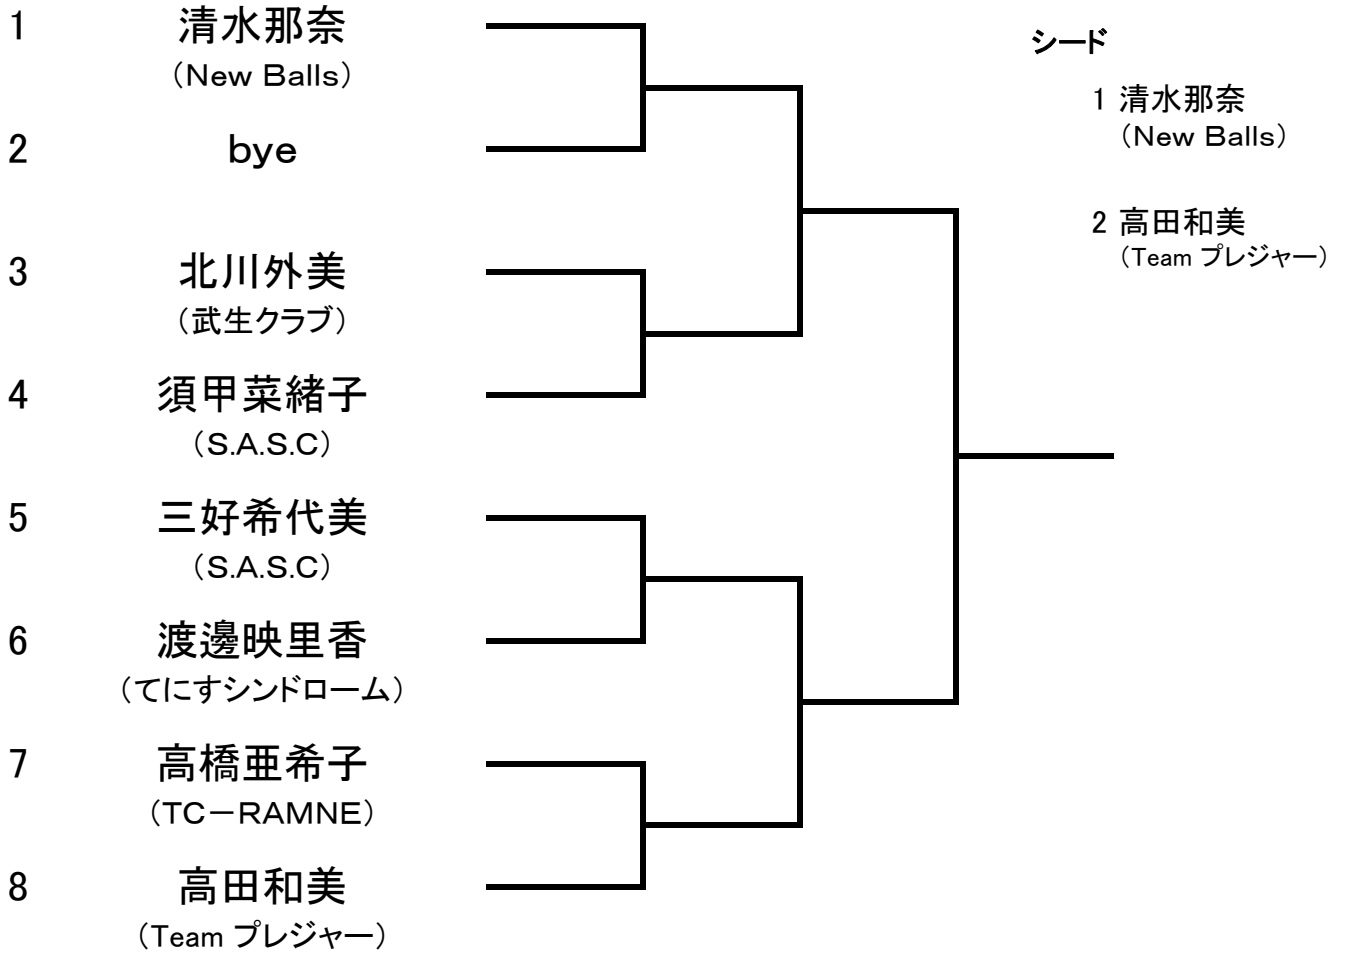 1 清水那奈
（New Balls）
2 bye
3 北川外美
（武生クラブ）
4 須甲菜緒子
（S.A.S.C）
5 三好希代美
（S.A.S.C）
6 渡邊映里香
（てにすシンドローム）
7 高橋亜希子
（TC－RAMNE）
8 高田和美
（Team プレジャー）
シード
1 清水那奈
（New Balls）
2 高田和美
（Team プレジャー）